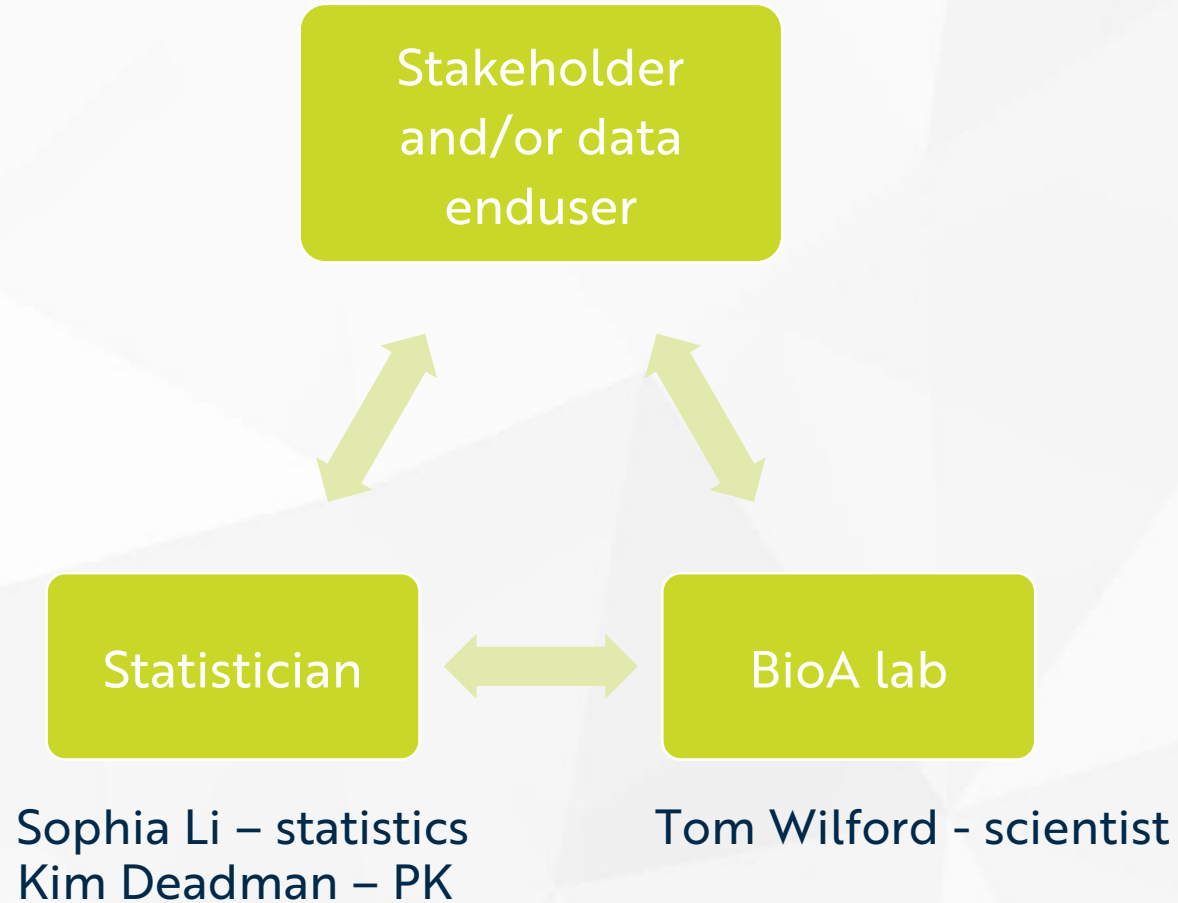 Stakeholder
and/or data
enduser
Statistician
BioA lab
Sophia Li – statistics
Kim Deadman – PK
Tom Wilford - scientist